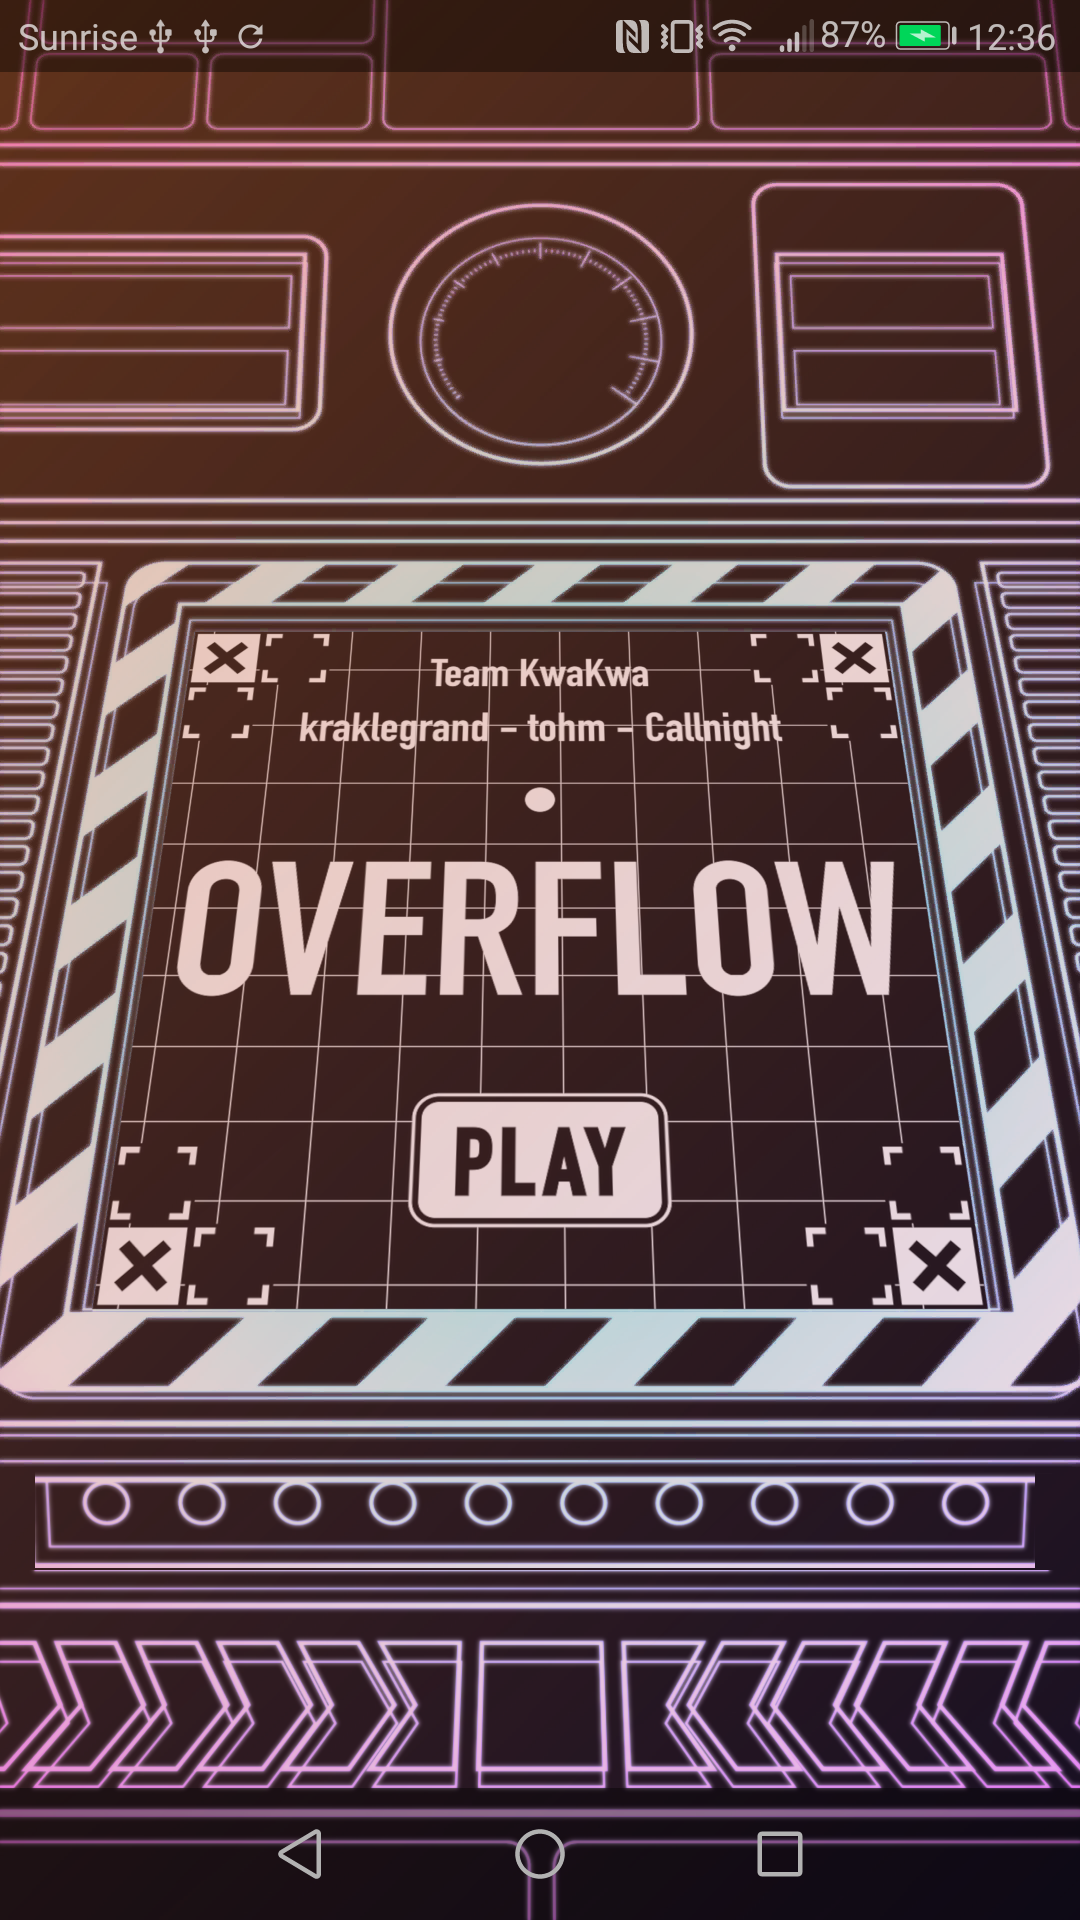 Sunrise 87% 12:36
Team KwaKwa
kraklegrand - tohm - Callnight
OVERFLOW
PLAY